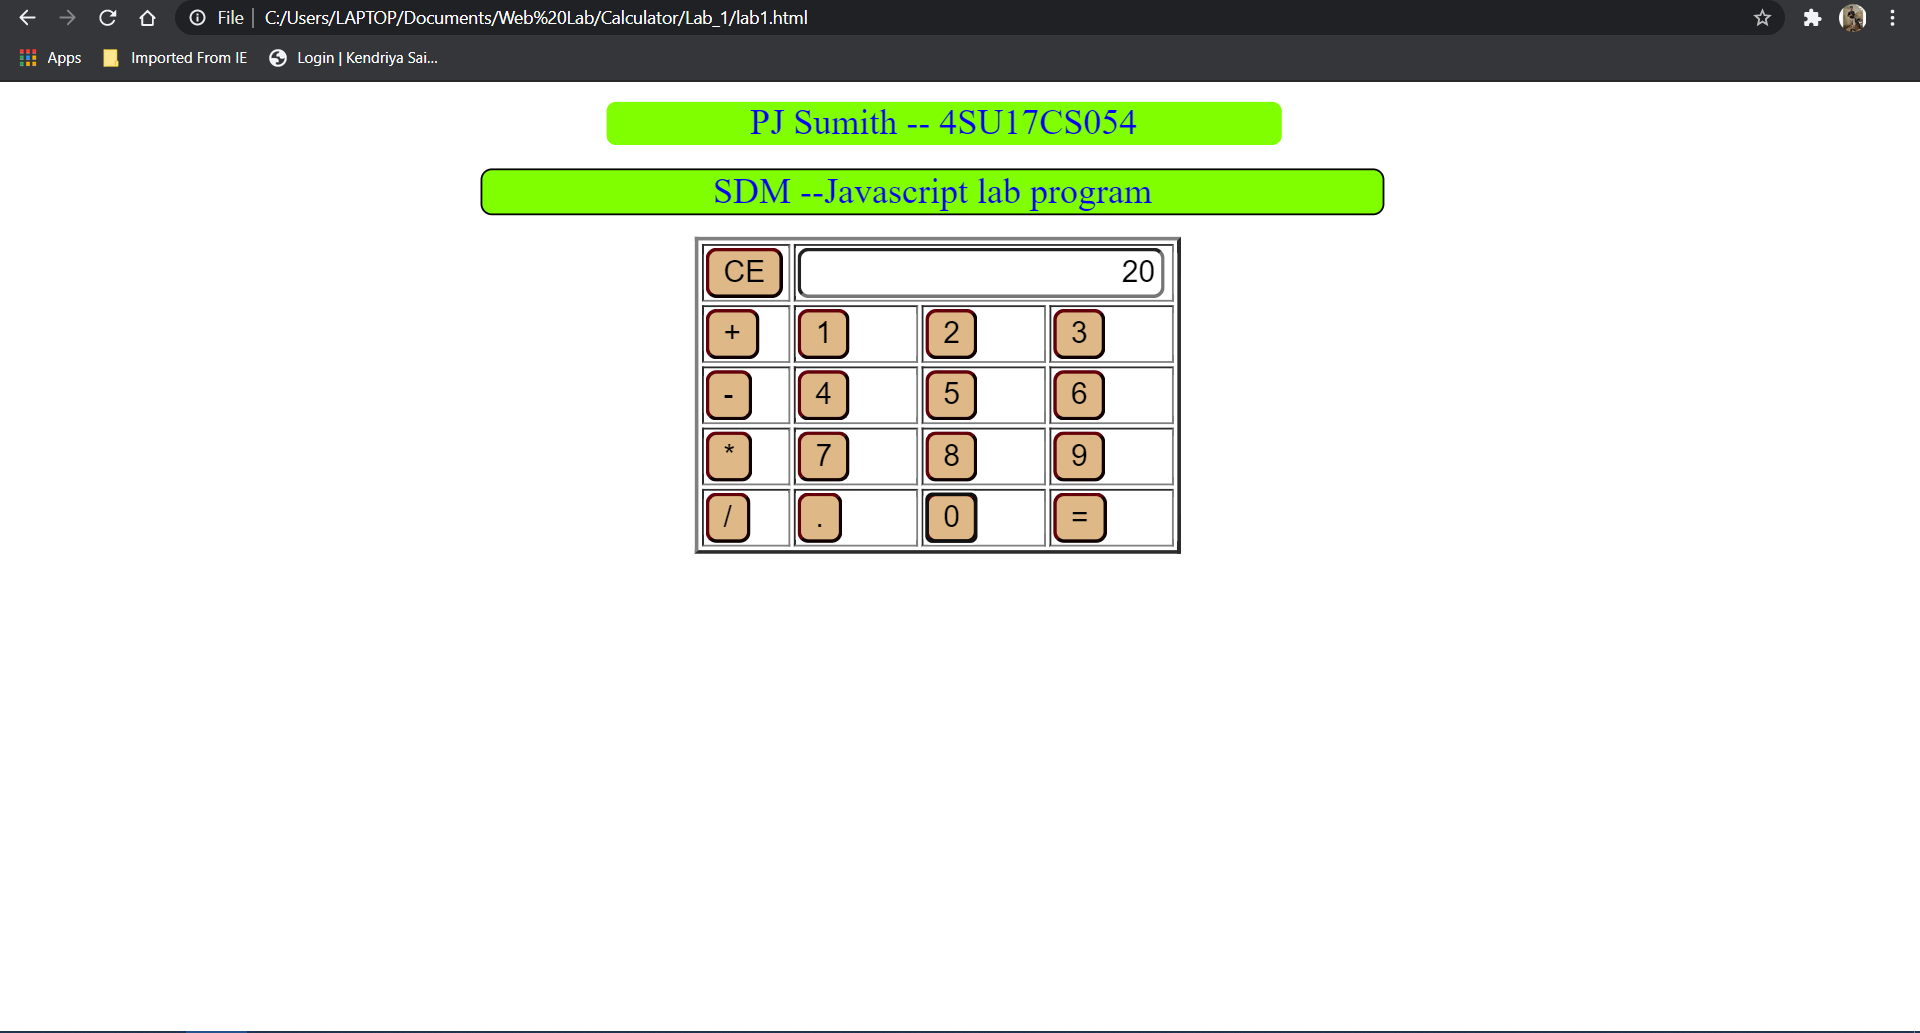 File C:/Users/LAPTOP/Documents/Web%20Lab/Calculator/Lab_1/lab1.html
Apps Imported From IE Login | Kendriya Sai...
PJ Sumith -- 4SU17CS054
SDM --Javascript lab program
CE 20
+ 1 2 3
- 4 5 6
* 7 8 9
/ . 0 =